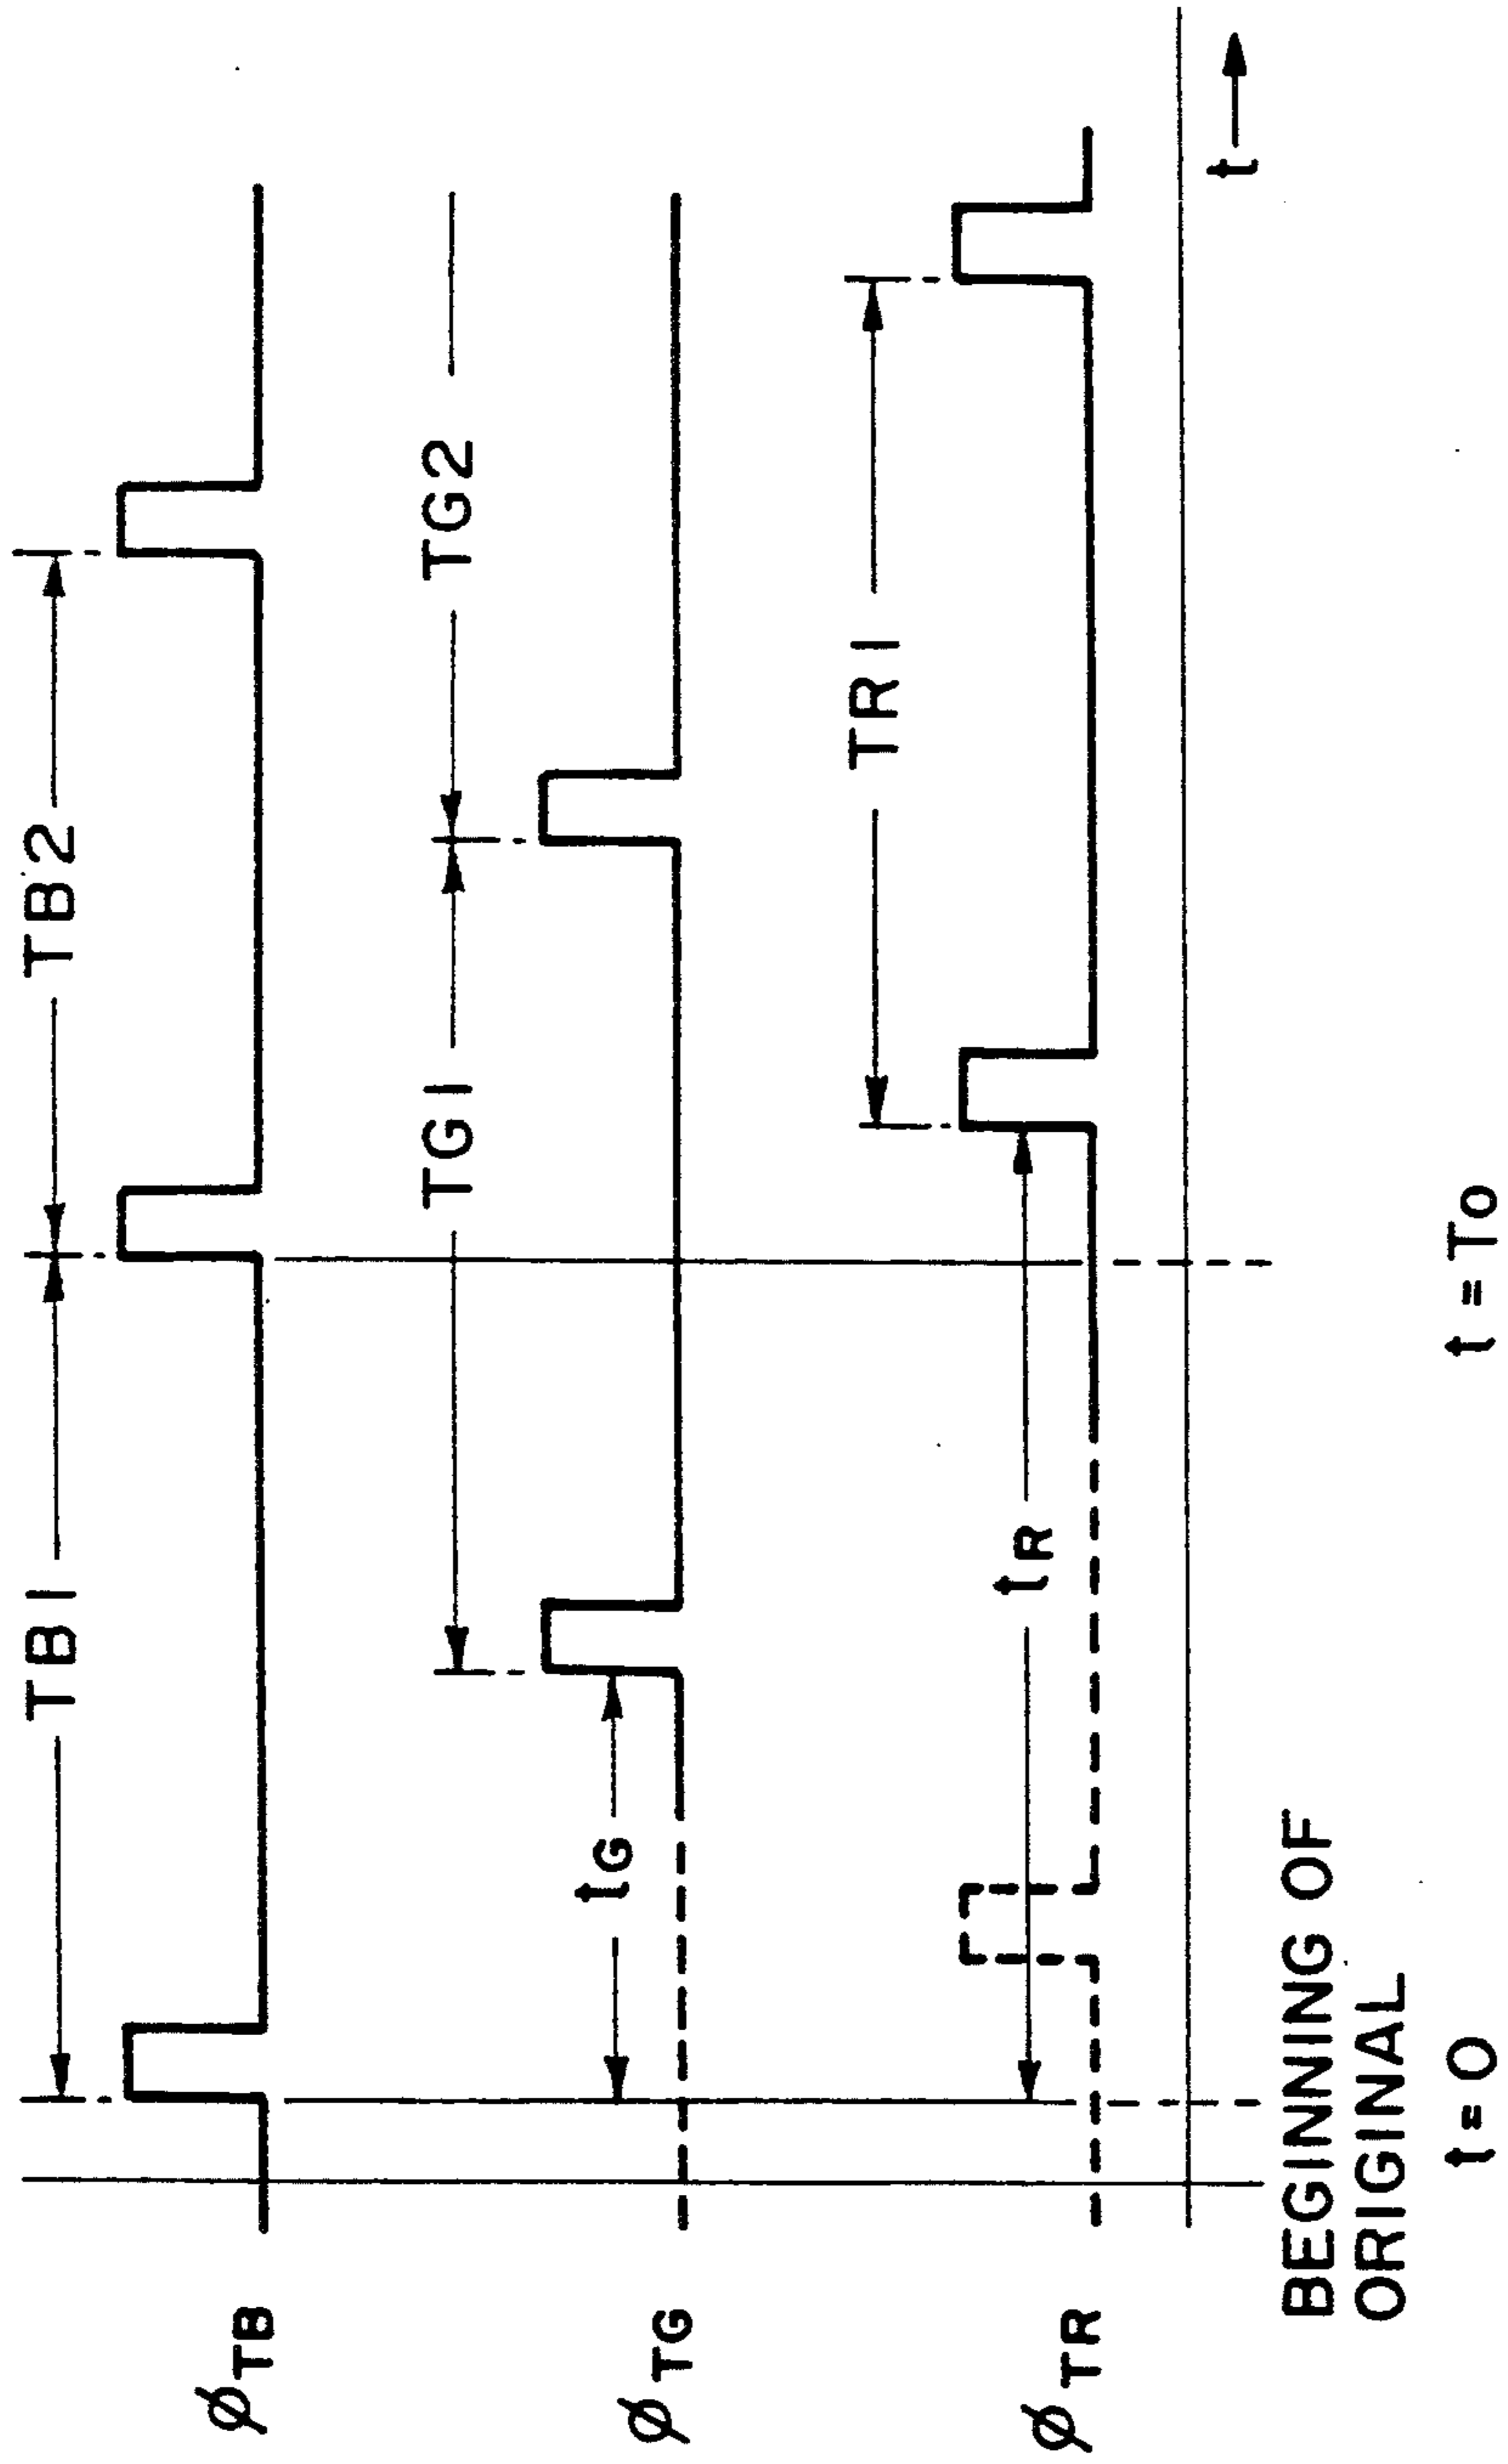 TB1 TB2
ϕTB
TG1 TG2
tG
ϕTG
TR1
tR
ϕTR
t
BEGINNING OF
ORIGINAL
t = 0 t = To